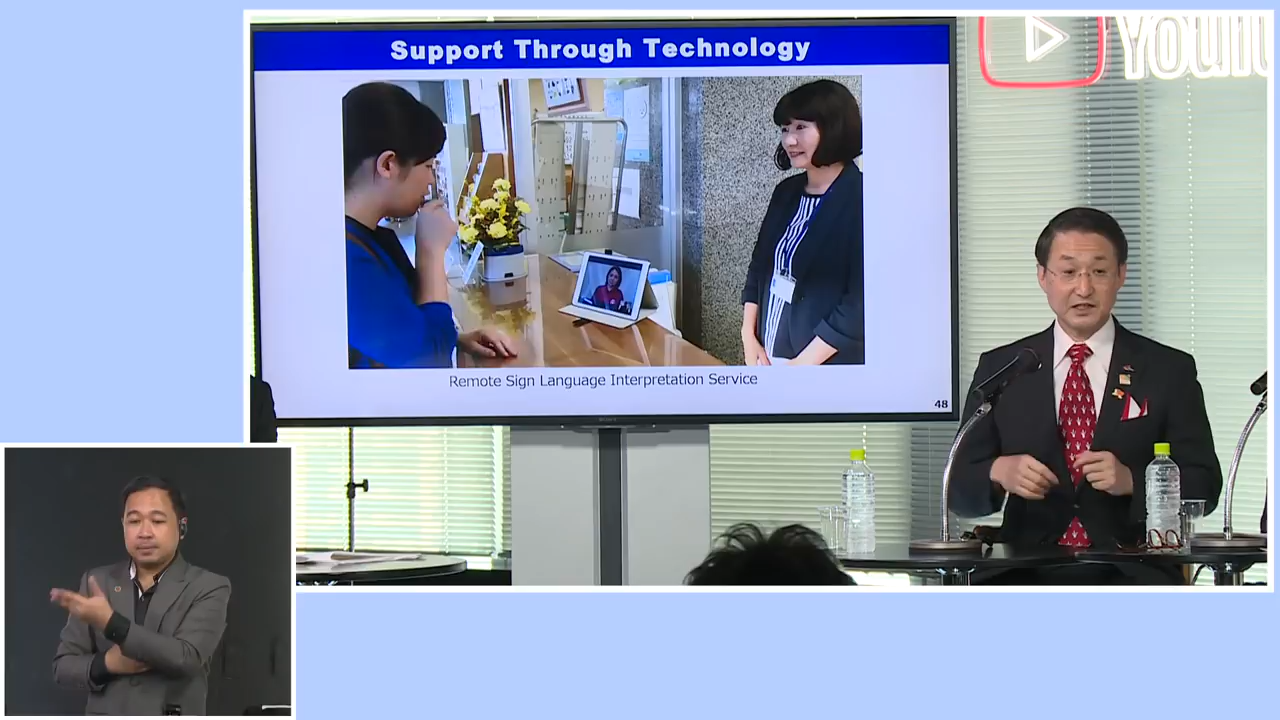 Support Through Technology
Remote Sign Language Interpretation Service
48